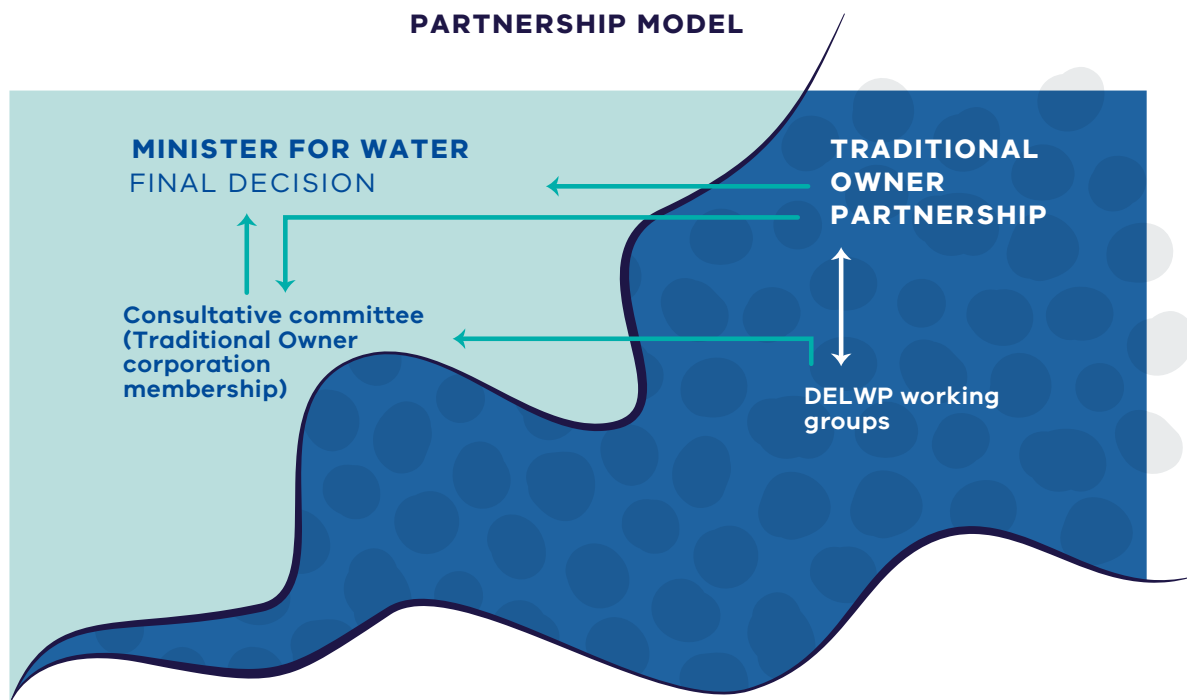 PARTNERSHIP MODEL
MINISTER FOR WATER
FINAL DECISION
TRADITIONAL
OWNER
PARTNERSHIP
Consultative committee
(Traditional Owner
corporation
membership)
DELWP working
groups